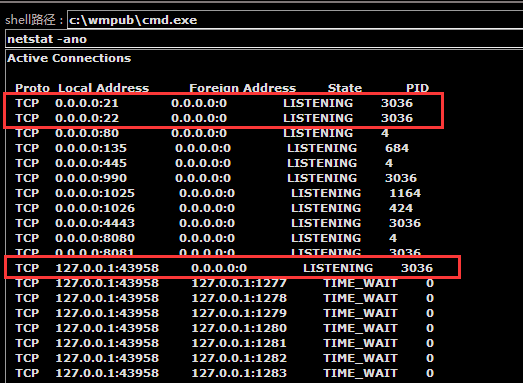 shell路径： c:\wmpub\cmd.exe
netstat -ano
Active Connections
Proto Local Address Foreign Address State PID
TCP 0.0.0.0:21 0.0.0.0:0 LISTENING 3036
TCP 0.0.0.0:22 0.0.0.0:0 LISTENING 3036
TCP 0.0.0.0:80 0.0.0.0:0 LISTENING 4
TCP 0.0.0.0:135 0.0.0.0:0 LISTENING 684
TCP 0.0.0.0:445 0.0.0.0:0 LISTENING 4
TCP 0.0.0.0:990 0.0.0.0:0 LISTENING 3036
TCP 0.0.0.0:1025 0.0.0.0:0 LISTENING 1164
TCP 0.0.0.0:1026 0.0.0.0:0 LISTENING 424
TCP 0.0.0.0:4443 0.0.0.0:0 LISTENING 3036
TCP 0.0.0.0:8080 0.0.0.0:0 LISTENING 4
TCP 0.0.0.0:8081 0.0.0.0:0 LISTENING 3036
TCP 127.0.0.1:43958 0.0.0.0:0 LISTENING 3036
TCP 127.0.0.1:43958 127.0.0.1:1277 TIME_WAIT 0
TCP 127.0.0.1:43958 127.0.0.1:1278 TIME_WAIT 0
TCP 127.0.0.1:43958 127.0.0.1:1279 TIME_WAIT 0
TCP 127.0.0.1:43958 127.0.0.1:1280 TIME_WAIT 0
TCP 127.0.0.1:43958 127.0.0.1:1281 TIME_WAIT 0
TCP 127.0.0.1:43958 127.0.0.1:1282 TIME_WAIT 0
TCP 127.0.0.1:43958 127.0.0.1:1283 TIME_WAIT 0